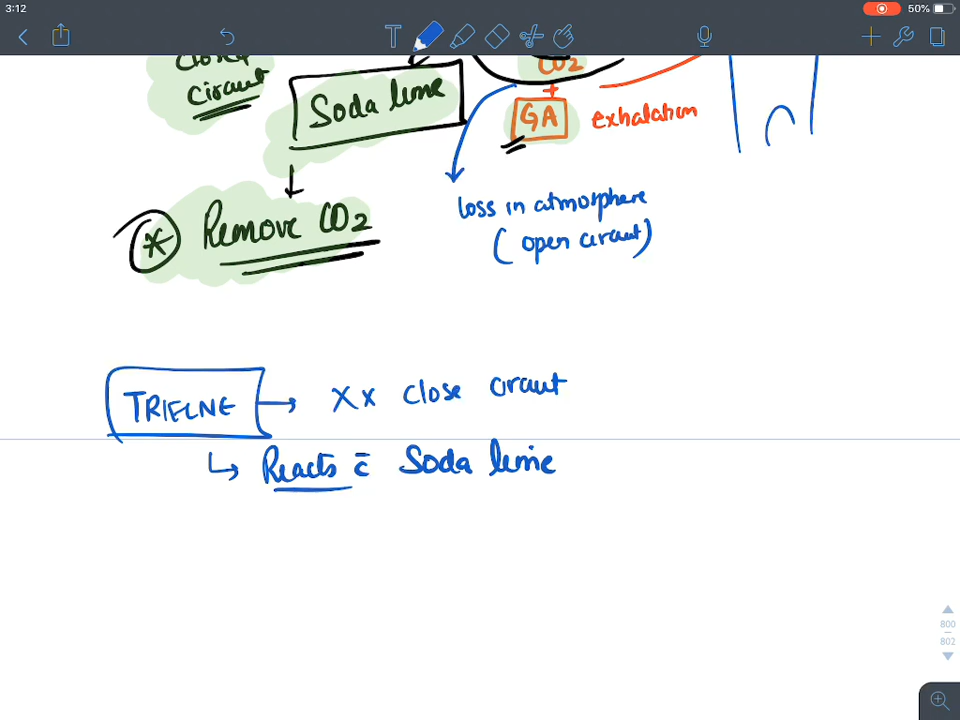 3:12
50%
T
circuit
Soda lime
CO2
+
GA
exhalation
Remove CO2
loss in atmosphere
(open circuit)
TRIELNE → Xx close circuit
↳ Reacts c̄ Soda lime
800
802